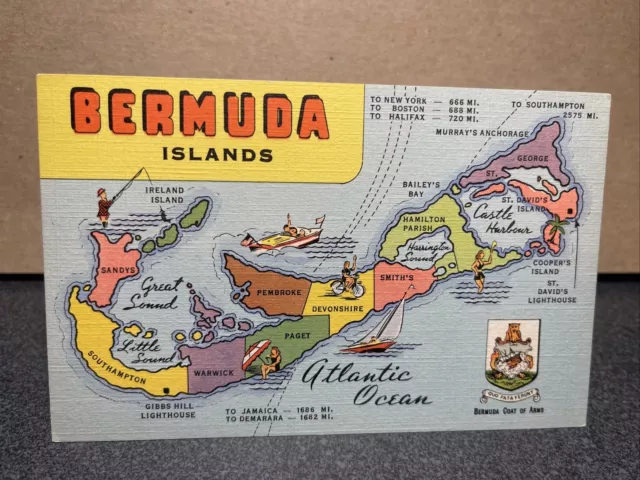 BERMUDA
ISLANDS
TO NEW YORK — 666 MI.
TO BOSTON — 688 MI.
TO HALIFAX — 720 MI.
TO SOUTHAMPTON
2575 MI.
MURRAY'S ANCHORAGE
ST. GEORGE
BAILEY'S
BAY
ST. DAVID'S
ISLAND
Castle
Harbour
HAMILTON
PARISH
Harrington
Sound
IRELAND
ISLAND
SANDYS
Great
Sound
PEMBROKE
DEVONSHIRE
SMITH'S
COOPER'S
ISLAND
ST.
DAVID'S
LIGHTHOUSE
Little
Sound
PAGET
WARWICK
SOUTHAMPTON
GIBBS HILL
LIGHTHOUSE
Atlantic
Ocean
TO JAMAICA — 1686 MI.
TO DEMARARA — 1682 MI.
QUO FATA FERUNT
BERMUDA COAT OF ARMS